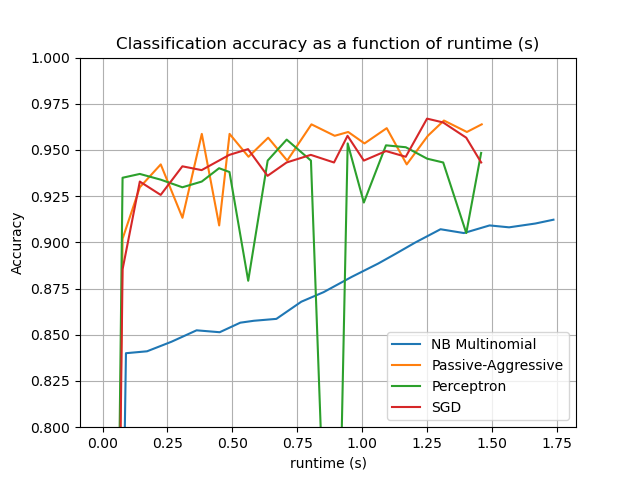 Classification accuracy as a function of runtime (s)
1.000
0.975
0.950
0.925
0.900
0.875
0.850
0.825
0.800
Accuracy
NB Multinomial
Passive-Aggressive
Perceptron
SGD
0.00 0.25 0.50 0.75 1.00 1.25 1.50 1.75
runtime (s)